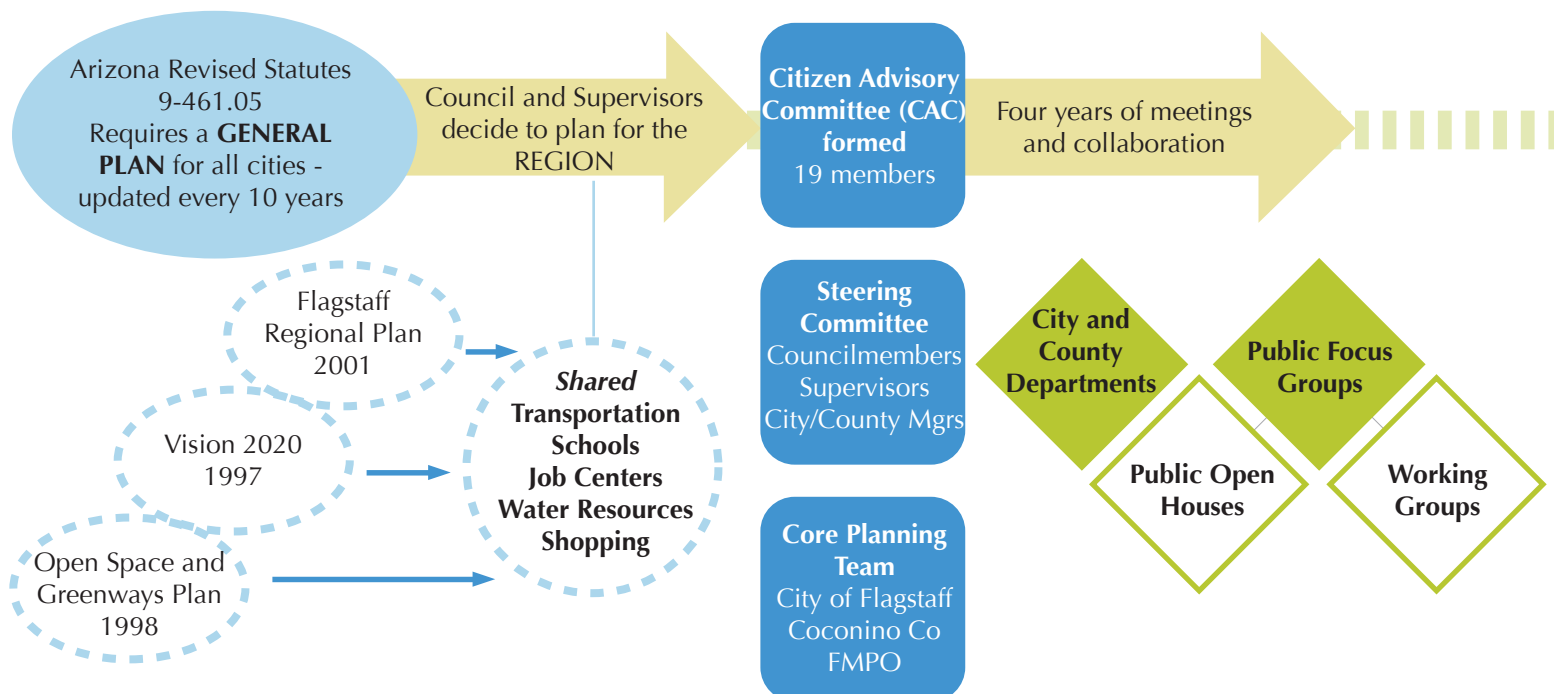 Arizona Revised Statutes
9-461.05
Requires a GENERAL
PLAN for all cities -
updated every 10 years
Council and Supervisors
decide to plan for the
REGION
Citizen Advisory
Committee (CAC)
formed
19 members
Four years of meetings
and collaboration
Flagstaff
Regional Plan
2001
Vision 2020
1997
Open Space and
Greenways Plan
1998
Shared
Transportation
Schools
Job Centers
Water Resources
Shopping
Steering
Committee
Councilmembers
Supervisors
City/County Mgrs
Core Planning
Team
City of Flagstaff
Coconino Co
FMPO
City and
County
Departments
Public Open
Houses
Public Focus
Groups
Working
Groups